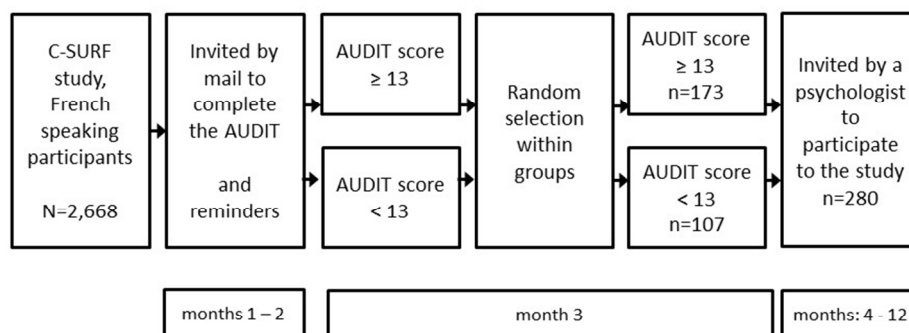 C-SURF
study,
French
speaking
participants
N=2,668
Invited by
mail to
complete
the AUDIT
and
reminders
AUDIT score
≥ 13
AUDIT score
< 13
Random
selection
within
groups
AUDIT score
≥ 13
n=173
AUDIT score
< 13
n=107
Invited by a
psychologist
to
participate
to the study
n=280
months 1 – 2
month 3
months: 4 - 12